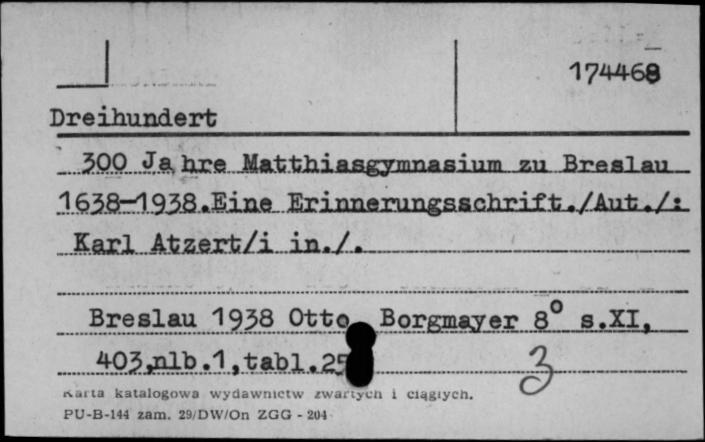 174468
Dreihundert
300 Jahre Matthiasgymnasium zu Breslau
1638-1938.Eine Erinnerungsschrift./Aut./:
Karl Atzert/i in./.
Breslau 1938 Otto Borgmayer 8° s.XI,
403,nlb.1,tabl.25
3
Karta katalogowa wydawnictw zwartych i ciągłych.
PU-B-144 zam. 29/DW/On ZGG - 204